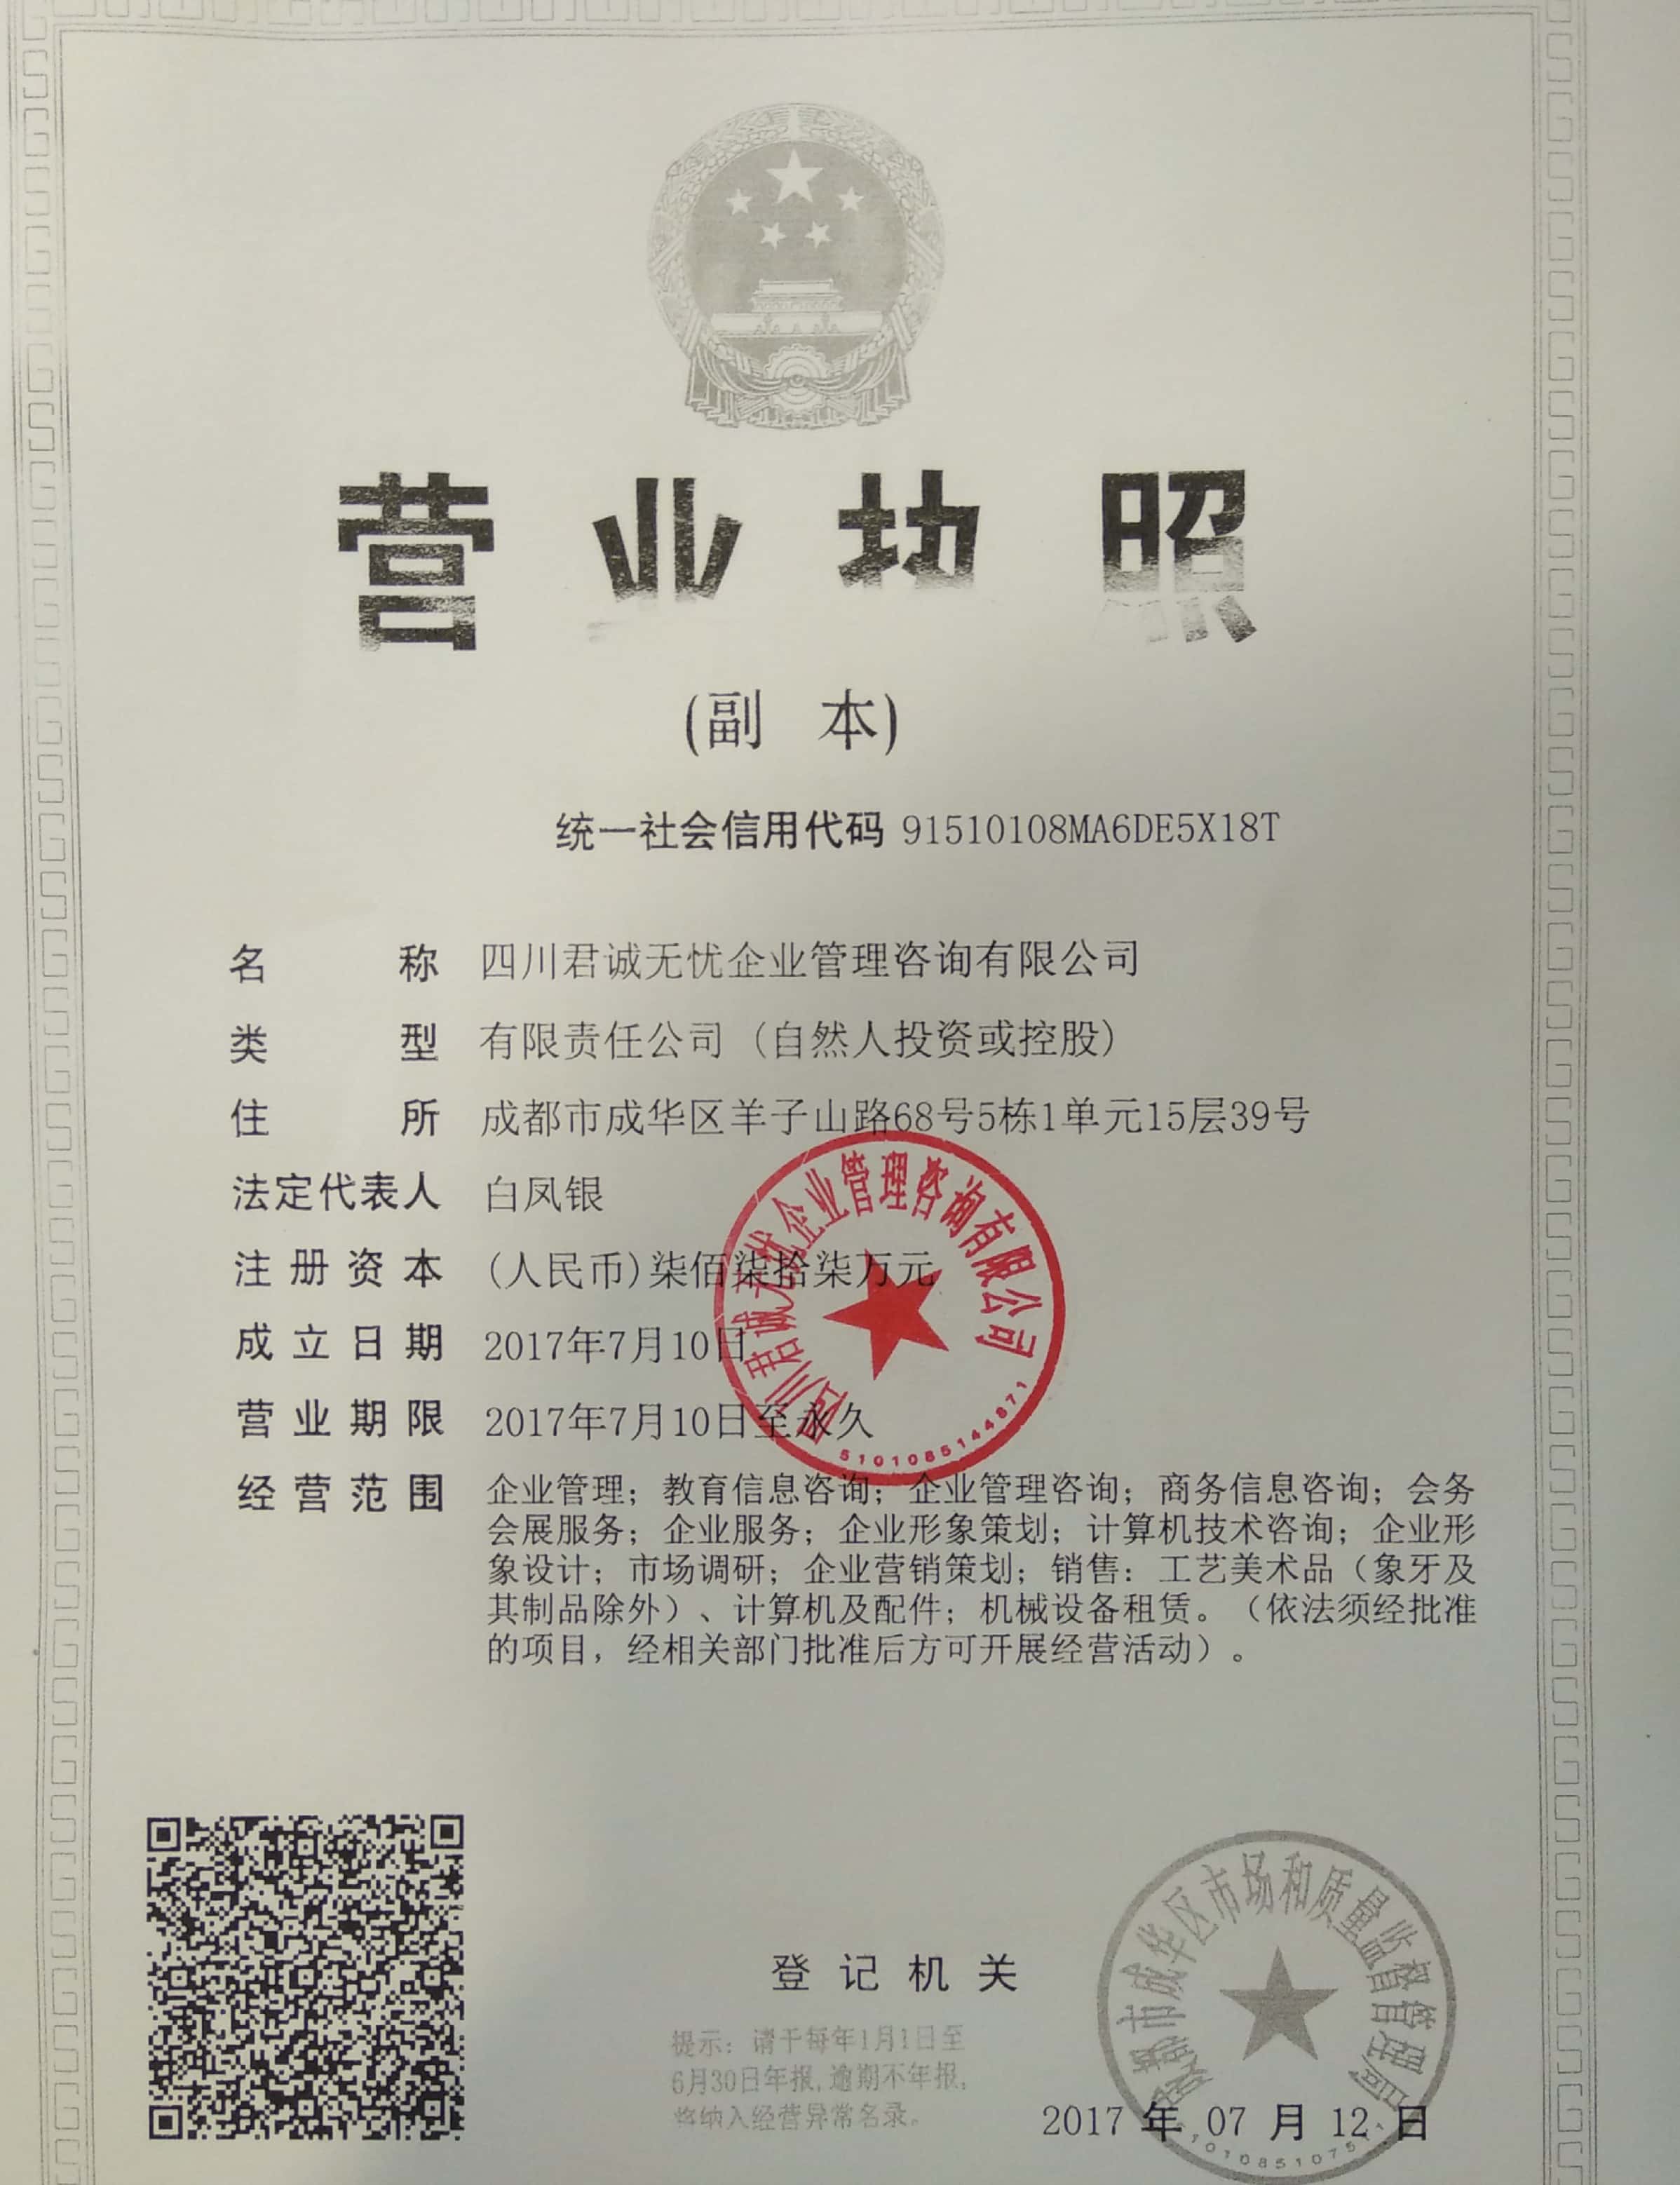 营业执照
(副 本)
统一社会信用代码 91510108MA6DE5X18T
名 称 四川君诚无忧企业管理咨询有限公司
类 型 有限责任公司 (自然人投资或控股)
住 所 成都市成华区羊子山路68号5栋1单元15层39号
法定代表人 白凤银
注册资本 (人民币)柒佰柒拾柒万元
成立日期 2017年7月10日
营业期限 2017年7月10日至永久
经营范围 企业管理；教育信息咨询；企业管理咨询；商务信息咨询；会务
会展服务；企业服务；企业形象策划；计算机技术咨询；企业形
象设计；市场调研；企业营销策划；销售：工艺美术品（象牙及
其制品除外）、计算机及配件；机械设备租赁。（依法须经批准
的项目，经相关部门批准后方可开展经营活动）。
四川君诚无忧企业管理咨询有限公司
5101085144871
登记机关
成都市成华区市场和质量监督管理局
提示：请于每年1月1日至
6月30日年报,逾期不年报,
将纳入经营异常名录。
2017 年 07 月 12 日